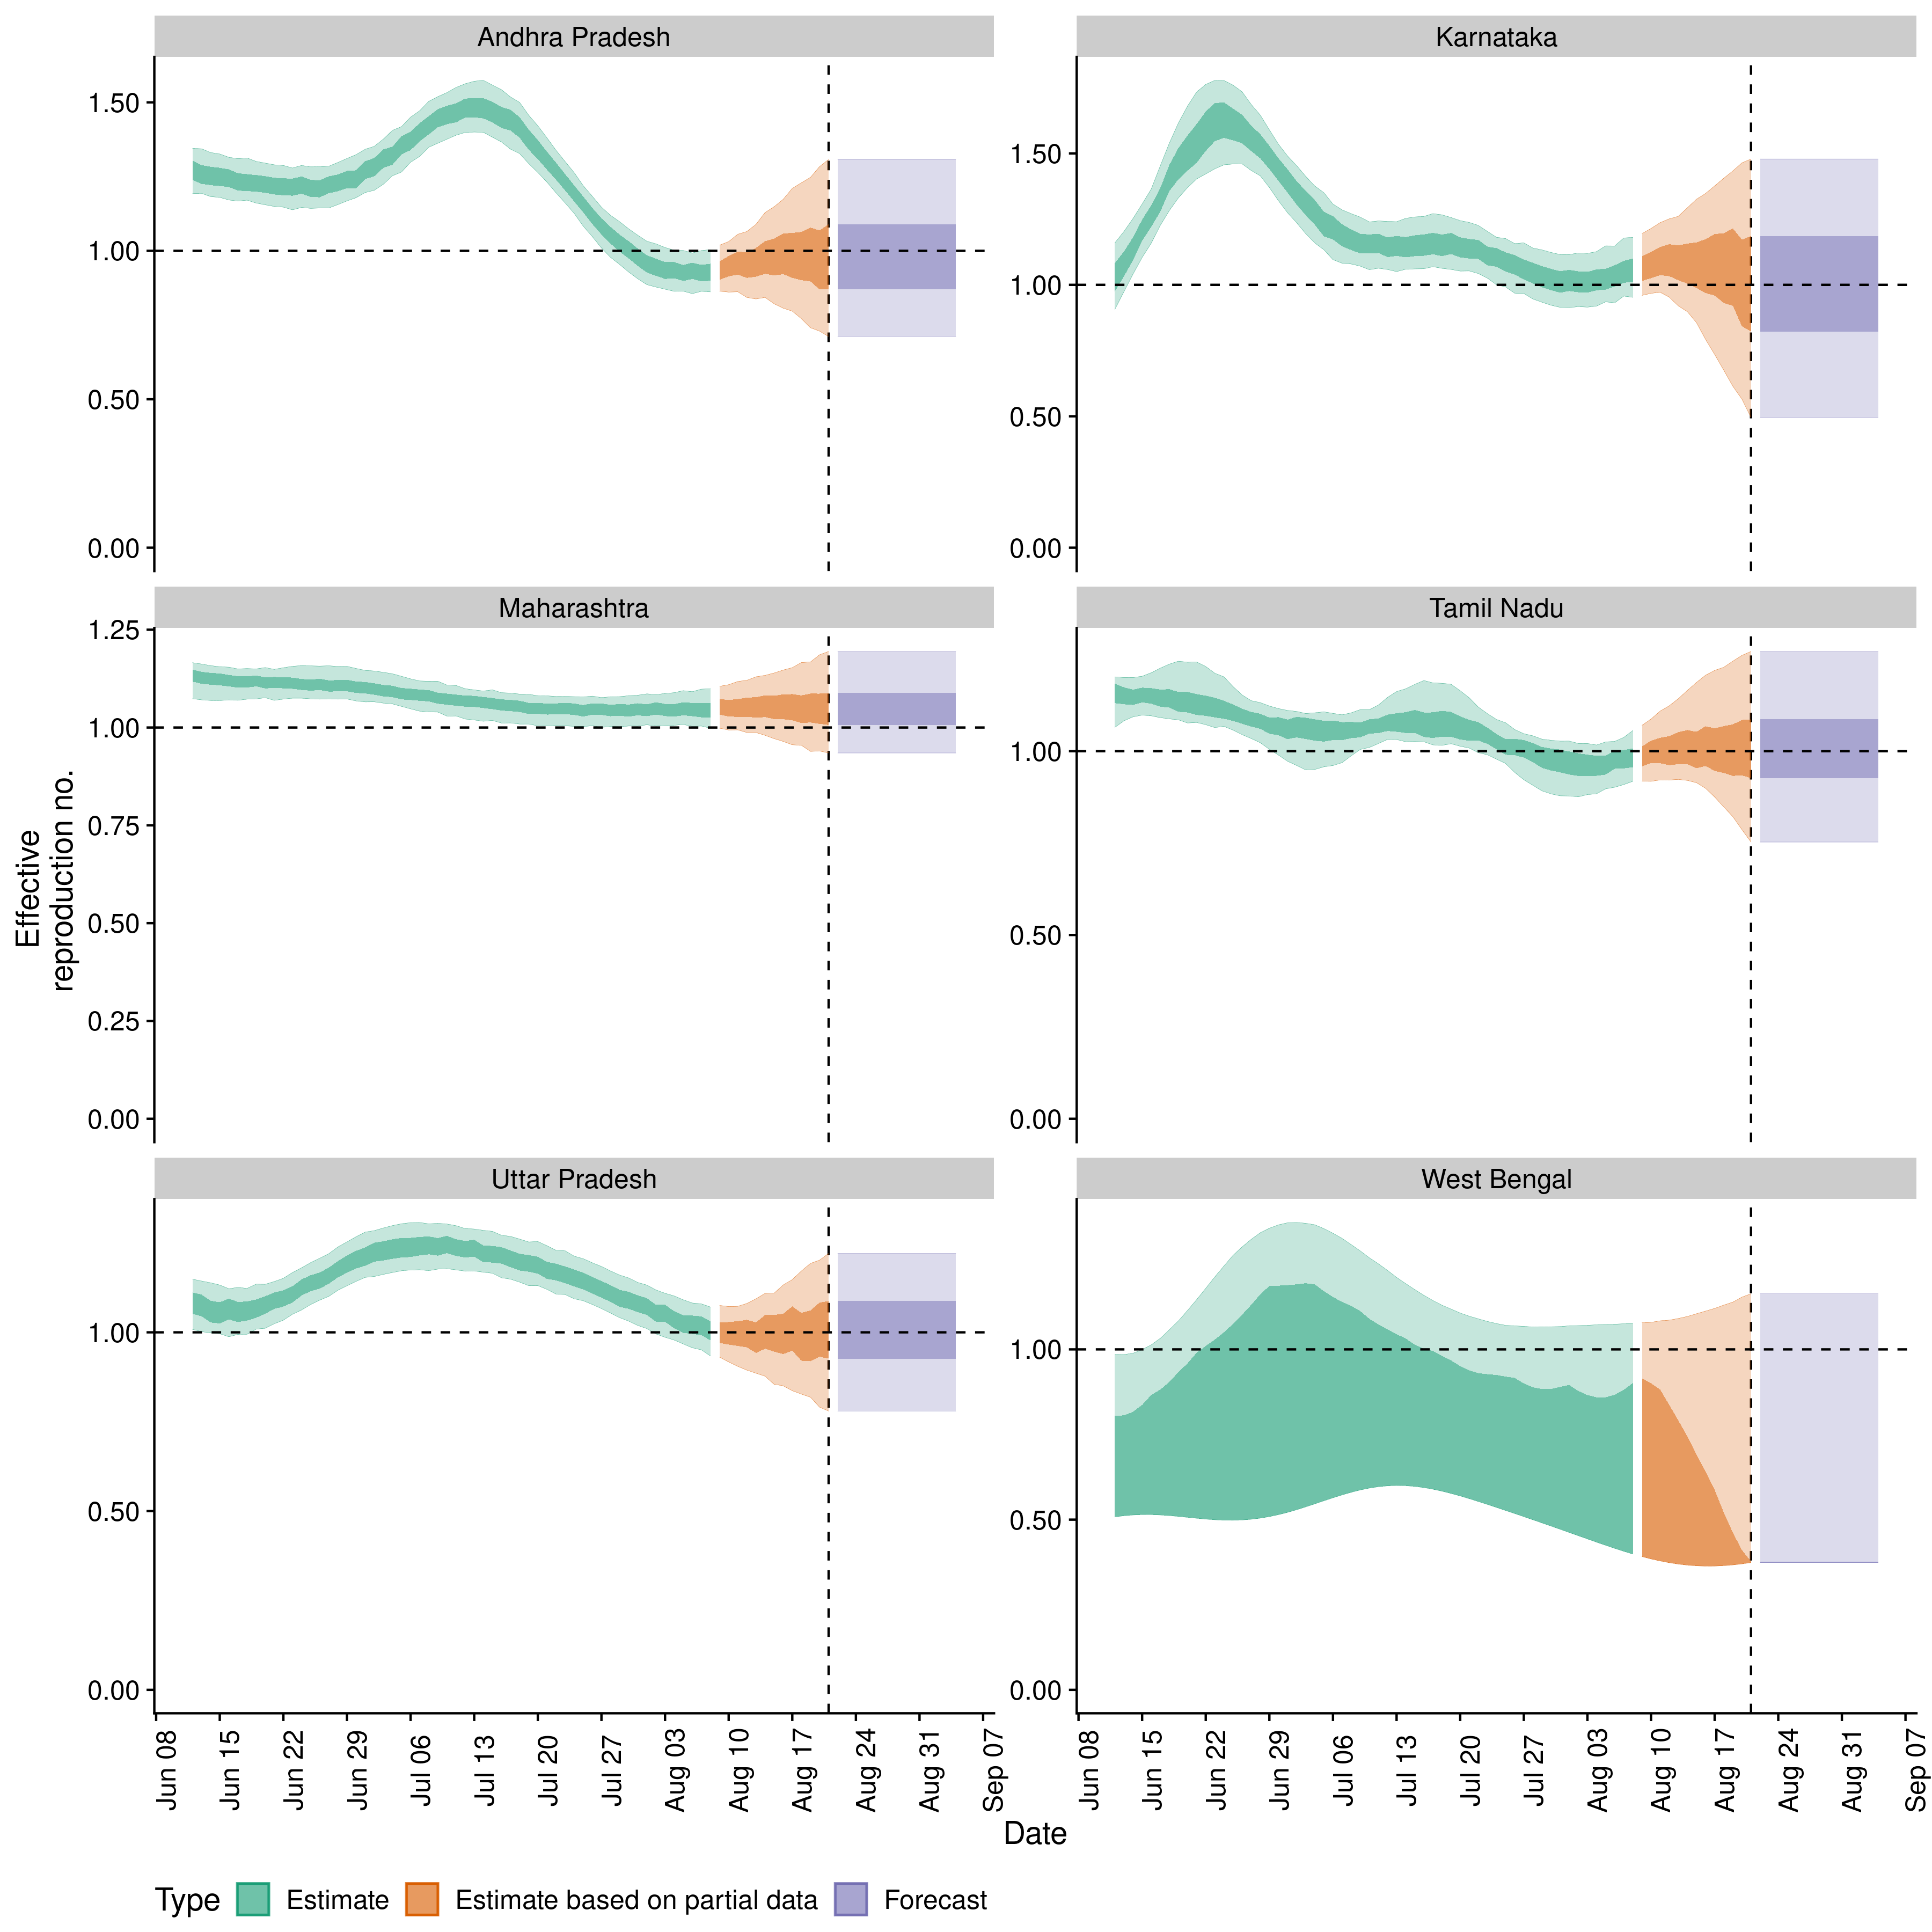 Andhra Pradesh
Karnataka
1.50
1.00
0.50
0.00
1.50
1.00
0.50
0.00
Maharashtra
Tamil Nadu
1.25
1.00
0.75
0.50
0.25
0.00
1.00
0.50
0.00
Effective
reproduction no.
Uttar Pradesh
West Bengal
1.00
0.50
0.00
1.00
0.50
0.00
Jun 08
Jun 15
Jun 22
Jun 29
Jul 06
Jul 13
Jul 20
Jul 27
Aug 03
Aug 10
Aug 17
Aug 24
Aug 31
Sep 07
Jun 08
Jun 15
Jun 22
Jun 29
Jul 06
Jul 13
Jul 20
Jul 27
Aug 03
Aug 10
Aug 17
Aug 24
Aug 31
Sep 07
Date
Type Estimate Estimate based on partial data Forecast